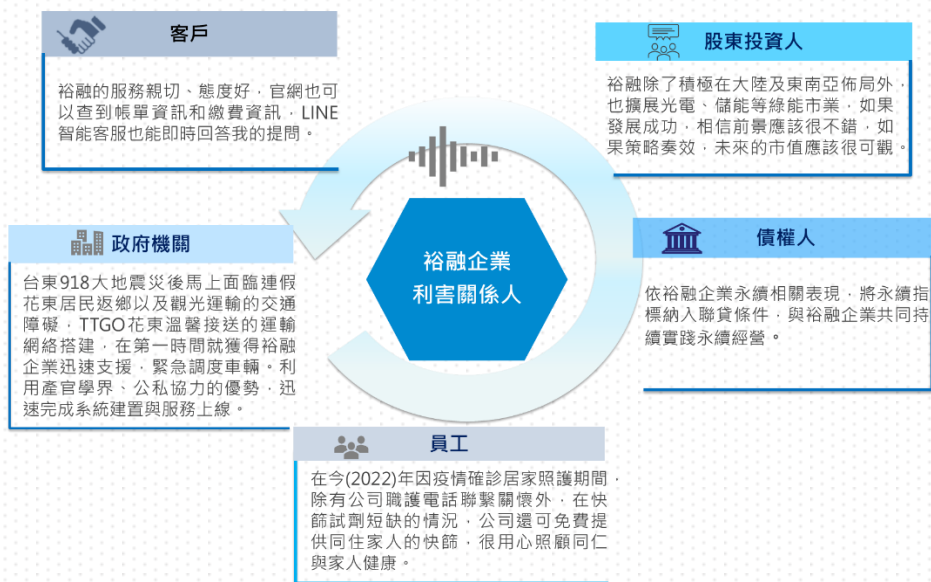 客戶
裕融的服務親切、態度好，官網也可
以查到帳單資訊和繳費資訊，LINE
智能客服也能即時回答我的提問。
股東投資人
裕融除了積極在大陸及東南亞佈局外，
也擴展光電、儲能等綠能市業，如果
發展成功，相信前景應該很不錯，如
果策略奏效，未來的市值應該很可觀。
政府機關
台東918大地震災後馬上面臨連假
花東居民返鄉以及觀光運輸的交通
障礙，TTGO花東溫馨接送的運輸
網絡搭建，在第一時間就獲得裕融
企業迅速支援，緊急調度車輛。利
用產官學界、公私協力的優勢，迅
速完成系統建置與服務上線。
裕融企業
利害關係人
債權人
依裕融企業永續相關表現，將永續指
標納入聯貸條件，與裕融企業共同持
續實踐永續經營。
員工
在今(2022)年因疫情確診居家照護期間，
除有公司職護電話聯繫關懷外，在快
篩試劑短缺的情況，公司還可免費提
供同住家人的快篩，很用心照顧同仁
與家人健康。